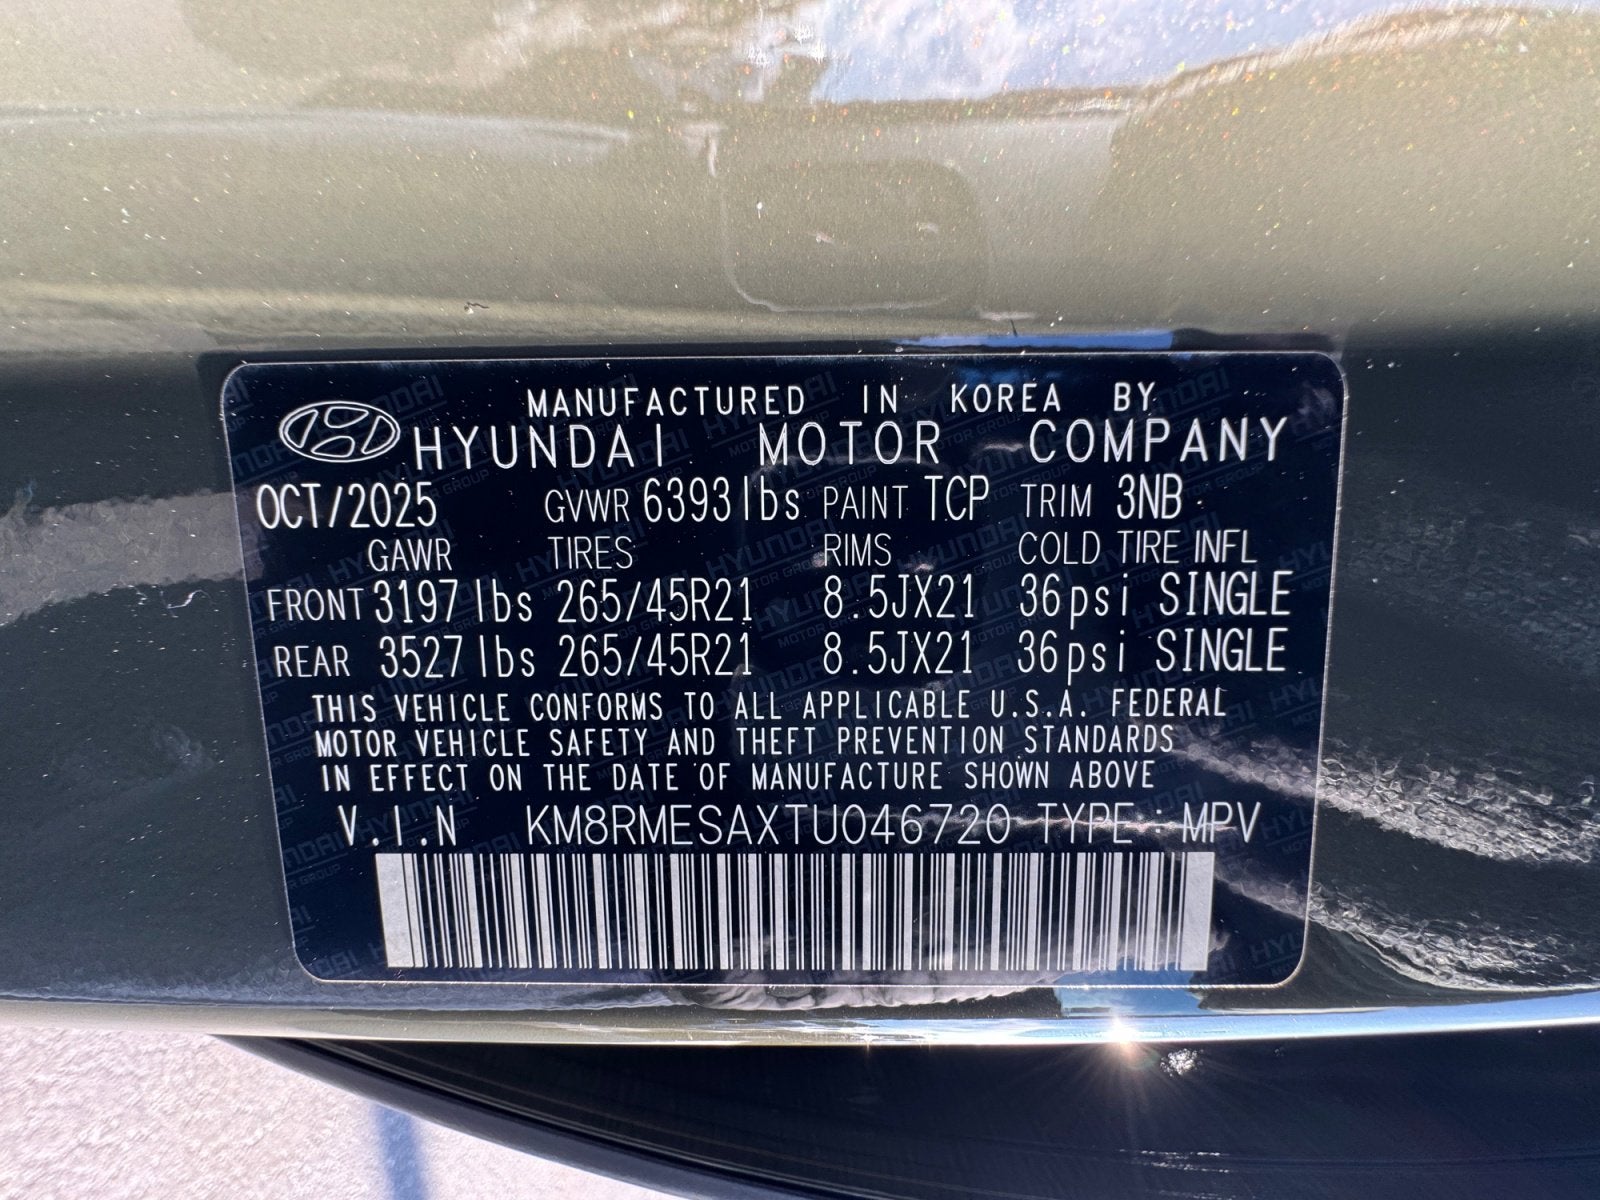 MANUFACTURED IN KOREA BY
HYUNDAI MOTOR COMPANY
OCT/2025 GVWR 6393lbs PAINT TCP TRIM 3NB
GAWR TIRES RIMS COLD TIRE INFL
FRONT 3197lbs 265/45R21 8.5JX21 36psi SINGLE
REAR 3527lbs 265/45R21 8.5JX21 36psi SINGLE
THIS VEHICLE CONFORMS TO ALL APPLICABLE U.S.A. FEDERAL
MOTOR VEHICLE SAFETY AND THEFT PREVENTION STANDARDS
IN EFFECT ON THE DATE OF MANUFACTURE SHOWN ABOVE
V.I.N KM8RMESAXTU046720 TYPE : MPV